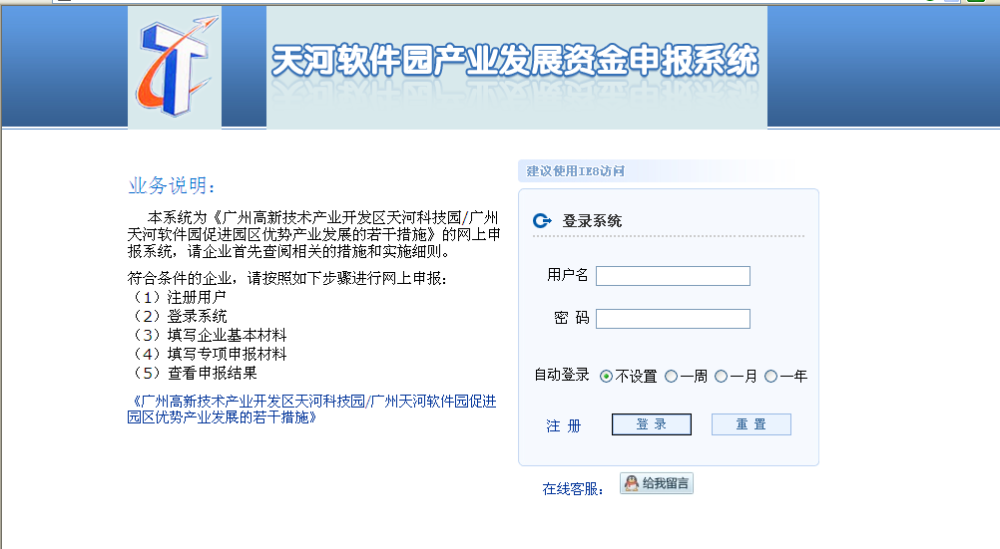 天河软件园产业发展资金申报系统
业务说明：
本系统为《广州高新技术产业开发区天河科技园/广州
天河软件园促进园区优势产业发展的若干措施》的网上申
报系统，请企业首先查阅相关的措施和实施细则。
符合条件的企业，请按照如下步骤进行网上申报：
（1）注册用户
（2）登录系统
（3）填写企业基本材料
（4）填写专项申报材料
（5）查看申报结果
《广州高新技术产业开发区天河科技园/广州天河软件园促进
园区优势产业发展的若干措施》
建议使用IE8访问
登录系统
用户名
密 码
自动登录 不设置 一周 一月 一年
注 册 登 录 重 置
在线客服： 给我留言